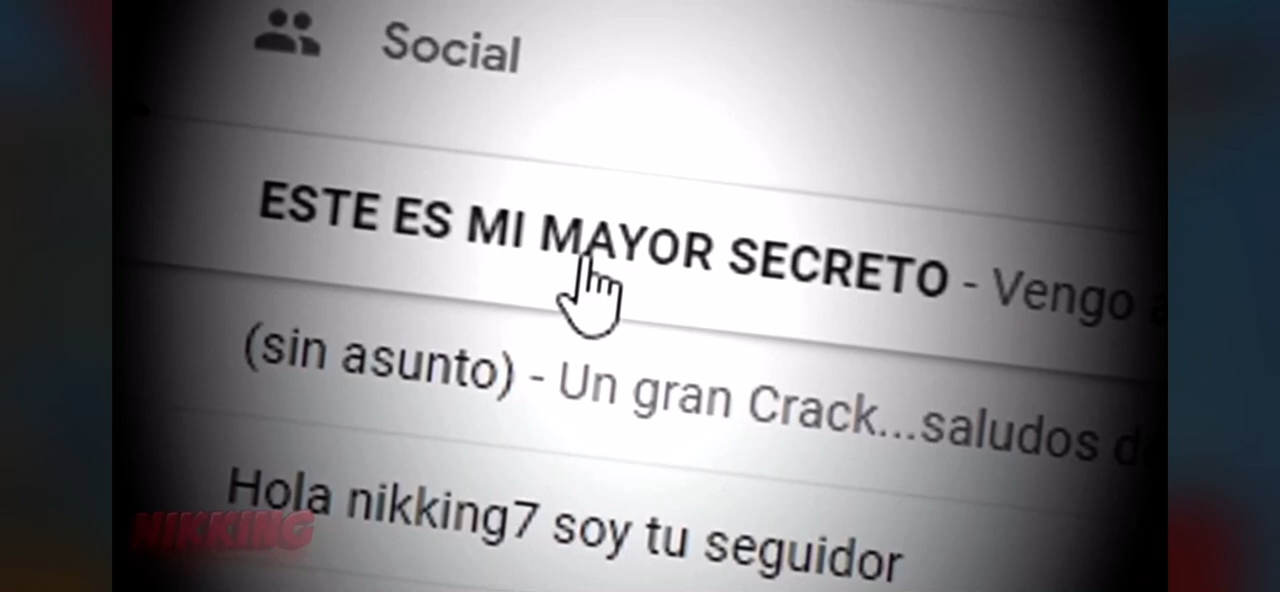 Social
ESTE ES MI MAYOR SECRETO - Vengo a
(sin asunto) - Un gran Crack...saludos d
Hola nikking7 soy tu seguidor
NIKKING